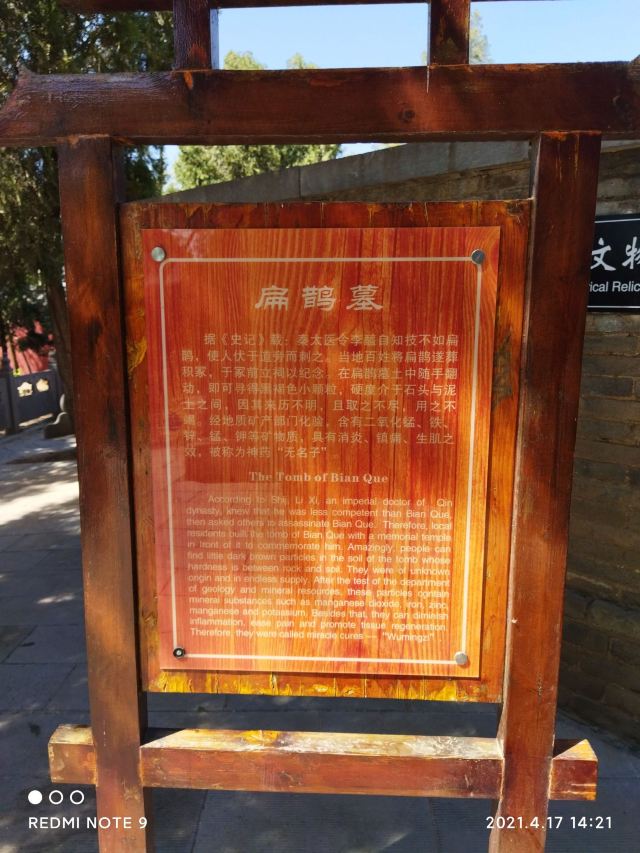 扁鹊墓
据《史记》载：秦太医令李醯自知技不如扁
鹊，使人伏于道旁而刺之。当地百姓将扁鹊遂葬
积冢，于冢前立祠以纪念。在扁鹊墓土中随手翻
动，即可寻得黑褐色小颗粒，硬度介于石头与泥
土之间，因其来历不明，且取之不尽，用之不
竭。经地质矿产部门化验，含有二氧化锰、铁、
锌、锰、钾等矿物质，具有消炎、镇痛、生肌之
效，被称为神药“无名子”
The Tomb of Bian Que
According to Shiji, Li Xi, an imperial doctor of Qin
dynasty, knew that he was less competent than Bian Que,
then asked others to assassinate Bian Que. Therefore, local
residents built the tomb of Bian Que with a memorial temple
in front of it to commemorate him. Amazingly, people can
find little dark brown particles in the soil of the tomb whose
hardness is between rock and soil. They were of unknown
origin and in endless supply. After the test of the department
of geology and mineral resources, these particles contain
mineral substances such as manganese dioxide, iron, zinc,
manganese and potassium. Besides that, they can diminish
inflammation, ease pain and promote tissue regeneration.
Therefore, they were called miracle cures — “Wumingzi”
文物
rical Relic
REDMI NOTE 9
2021.4.17 14:21